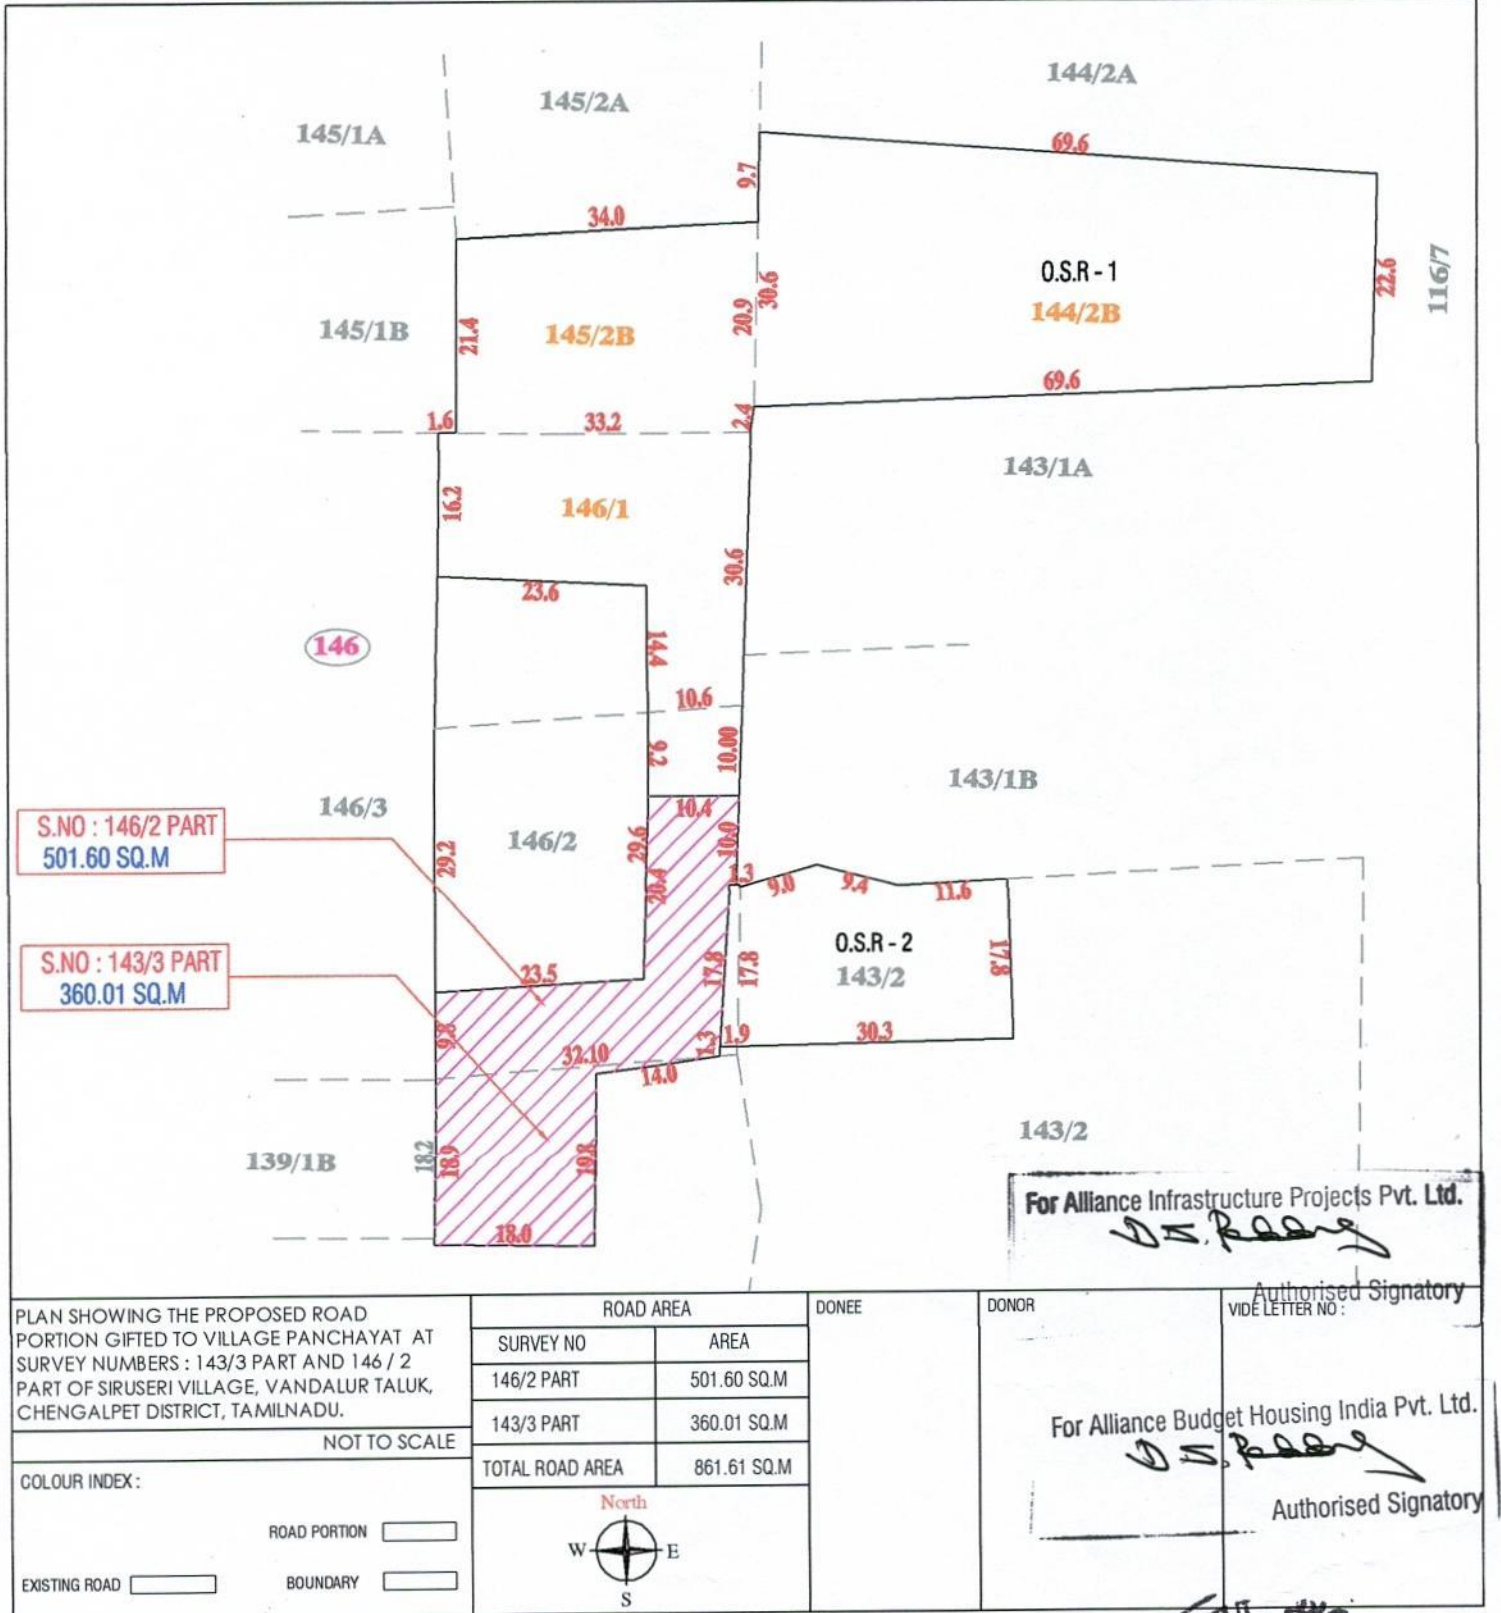 145/1A
145/2A
144/2A
69.6
9.7
34.0
O.S.R - 1
144/2B
22.6
116/7
145/1B
21.4
145/2B
20.9
30.6
69.6
1.6
33.2
2.4
143/1A
16.2
146/1
30.6
23.6
146
14.4
10.6
9.2
10.00
143/1B
146/3
10.4
S.NO : 146/2 PART
501.60 SQ.M
29.2
146/2
29.6
10.0
20.4
1.3
9.0
9.4
11.6
O.S.R - 2
143/2
S.NO : 143/3 PART
360.01 SQ.M
23.5
17.8
17.8
17.8
9.8
32.10
1.3
1.9
30.3
14.0
143/2
139/1B
18.2
18.9
19.8
18.0
For Alliance Infrastructure Projects Pvt. Ltd.
Authorised Signatory
PLAN SHOWING THE PROPOSED ROAD
PORTION GIFTED TO VILLAGE PANCHAYAT AT
SURVEY NUMBERS : 143/3 PART AND 146 / 2
PART OF SIRUSERI VILLAGE, VANDALUR TALUK,
CHENGALPET DISTRICT, TAMILNADU.
NOT TO SCALE
COLOUR INDEX :
ROAD PORTION
EXISTING ROAD
BOUNDARY
ROAD AREA
SURVEY NO AREA
146/2 PART 501.60 SQ.M
143/3 PART 360.01 SQ.M
TOTAL ROAD AREA 861.61 SQ.M
North
W E
S
DONEE
DONOR
VIDE LETTER NO :
For Alliance Budget Housing India Pvt. Ltd.
Authorised Signatory